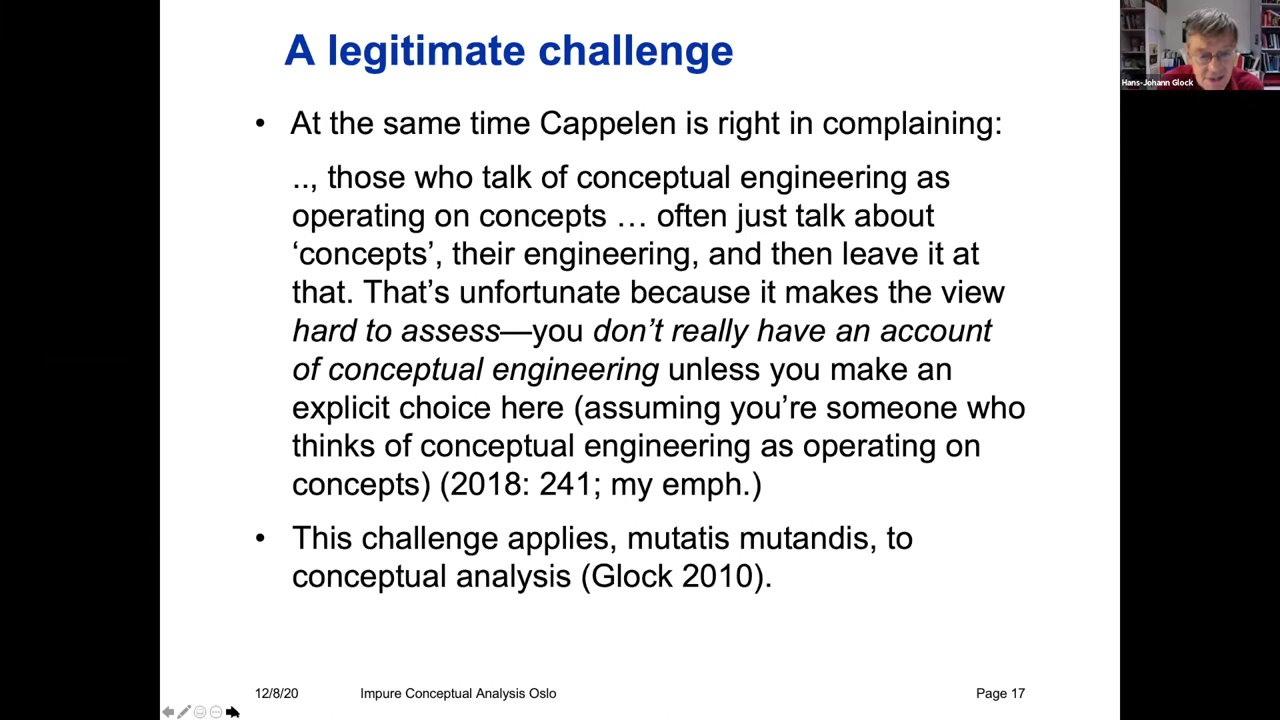 A legitimate challenge
Hans-Johann Glock
• At the same time Cappelen is right in complaining:
.., those who talk of conceptual engineering as
operating on concepts … often just talk about
‘concepts’, their engineering, and then leave it at
that. That’s unfortunate because it makes the view
hard to assess—you don’t really have an account
of conceptual engineering unless you make an
explicit choice here (assuming you’re someone who
thinks of conceptual engineering as operating on
concepts) (2018: 241; my emph.)
• This challenge applies, mutatis mutandis, to
conceptual analysis (Glock 2010).
12/8/20 Impure Conceptual Analysis Oslo Page 17